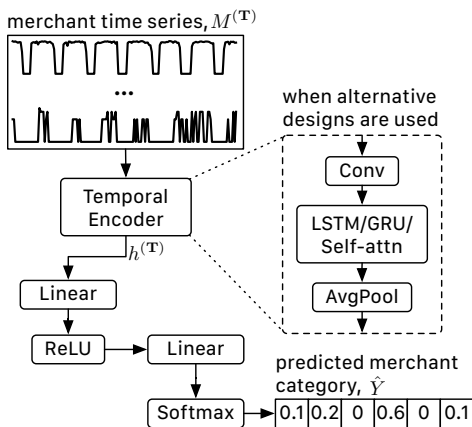 merchant time series, M^(T)
...
when alternative
designs are used
Temporal
Encoder
Conv
LSTM/GRU/
Self-attn
AvgPool
h^(T)
Linear
ReLU
Linear
Softmax
predicted merchant
category, Ŷ
0.1 0.2 0 0.6 0 0.1